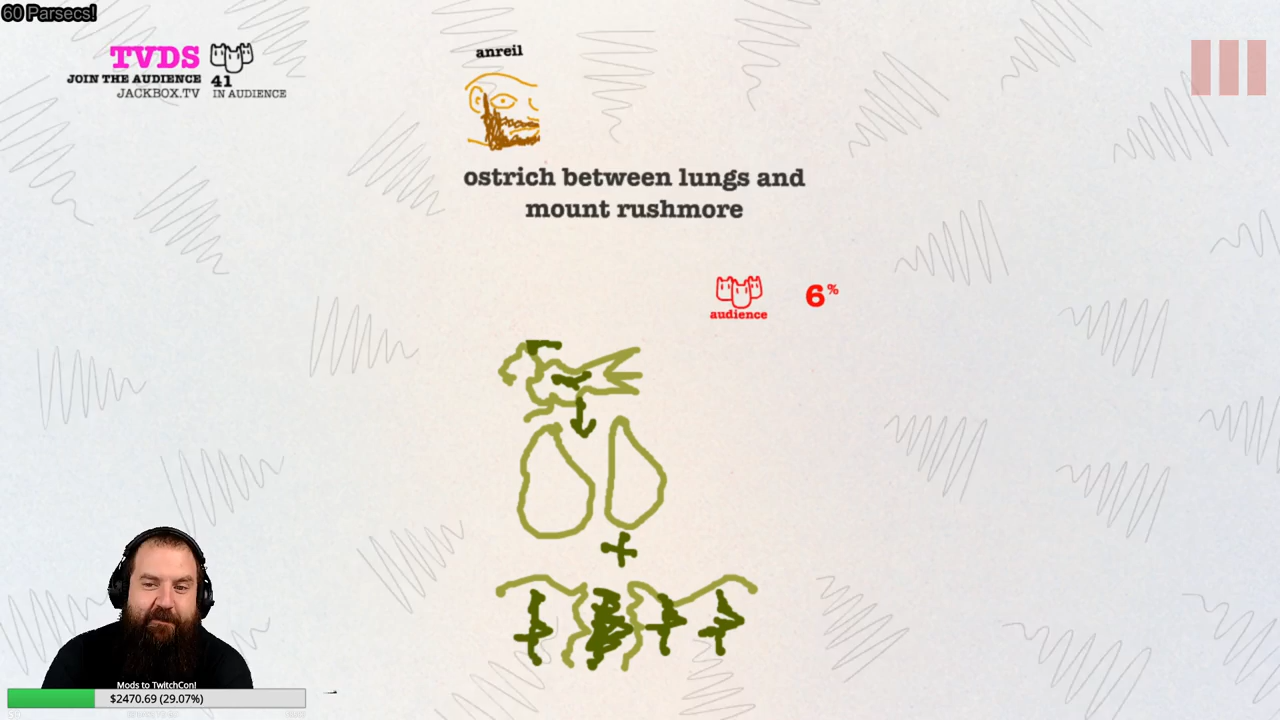 60 Parsecs!
TVDS
JOIN THE AUDIENCE
JACKBOX.TV
41
IN AUDIENCE
anreil
ostrich between lungs and
mount rushmore
audience
6%
Mods to TwitchCon!
$2470.69 (29.07%)